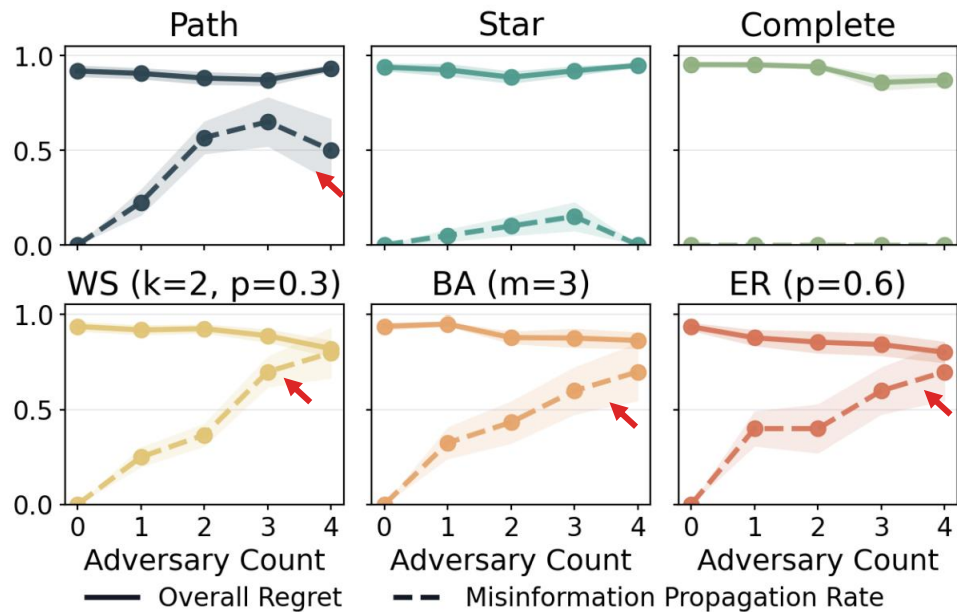 Path
Star
Complete
1.0
0.5
0.0
WS (k=2, p=0.3)
BA (m=3)
ER (p=0.6)
1.0
0.5
0.0
0 1 2 3 4
0 1 2 3 4
0 1 2 3 4
Adversary Count
Adversary Count
Adversary Count
Overall Regret
Misinformation Propagation Rate